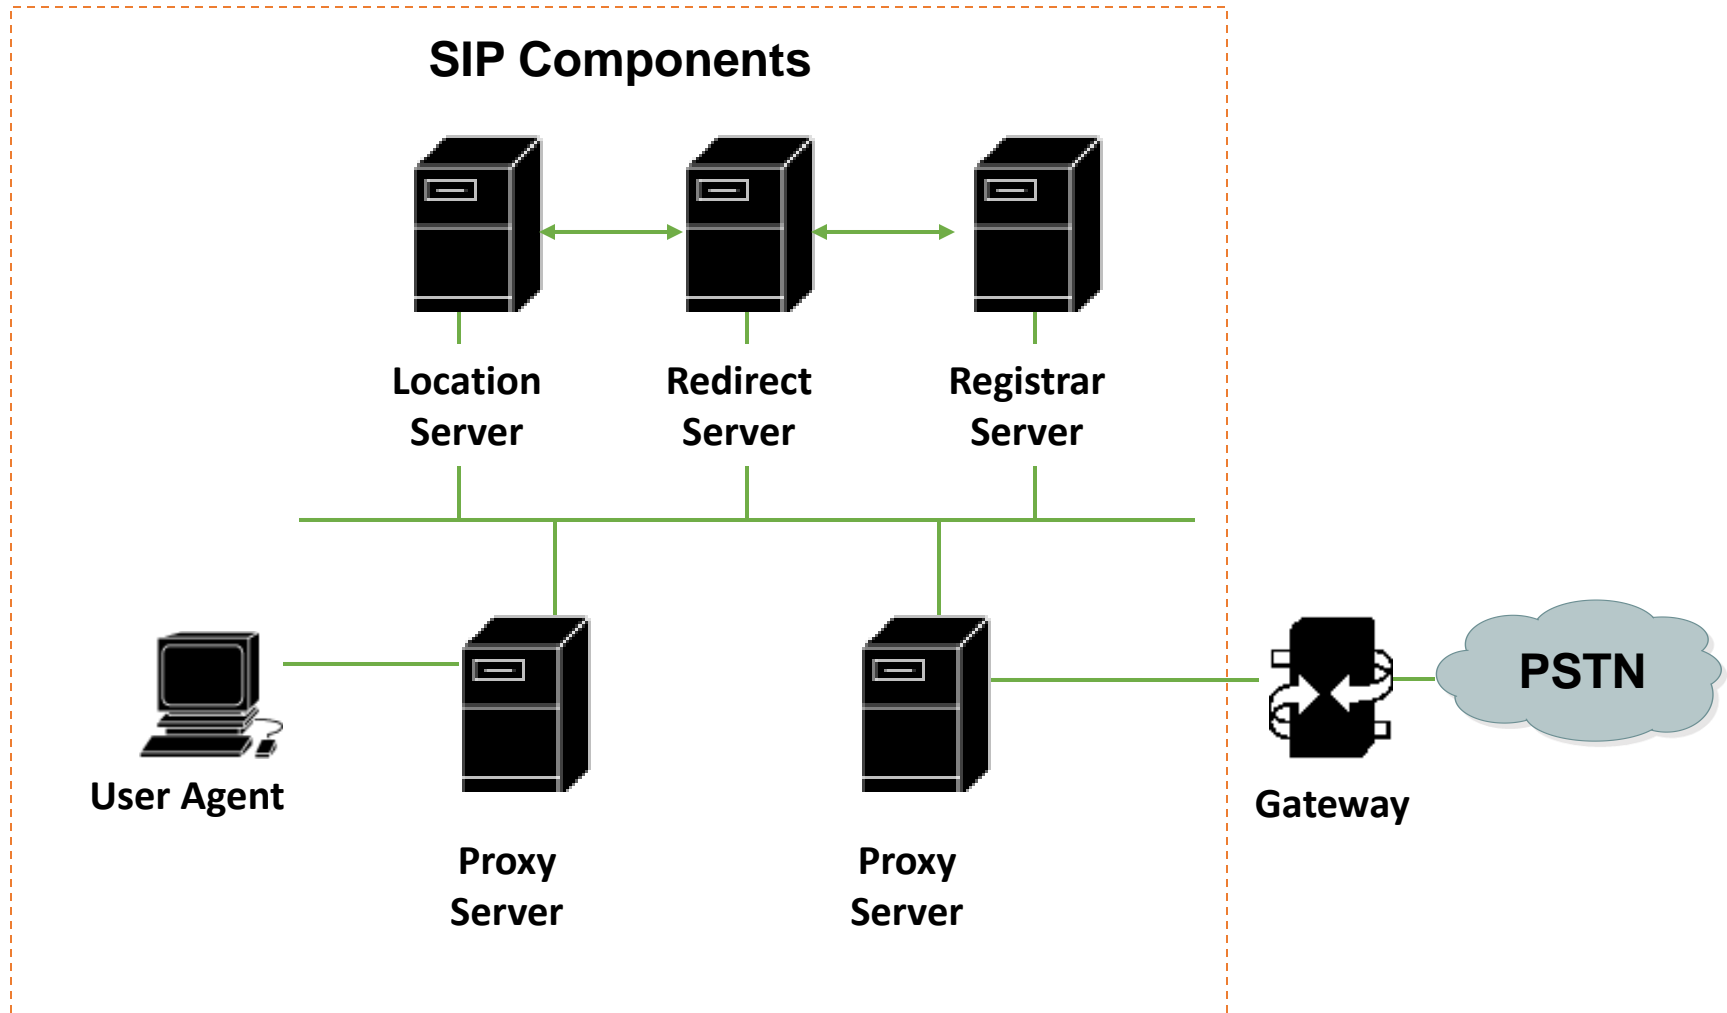 SIP Components
Location
Server
Redirect
Server
Registrar
Server
PSTN
User Agent
Gateway
Proxy
Server
Proxy
Server